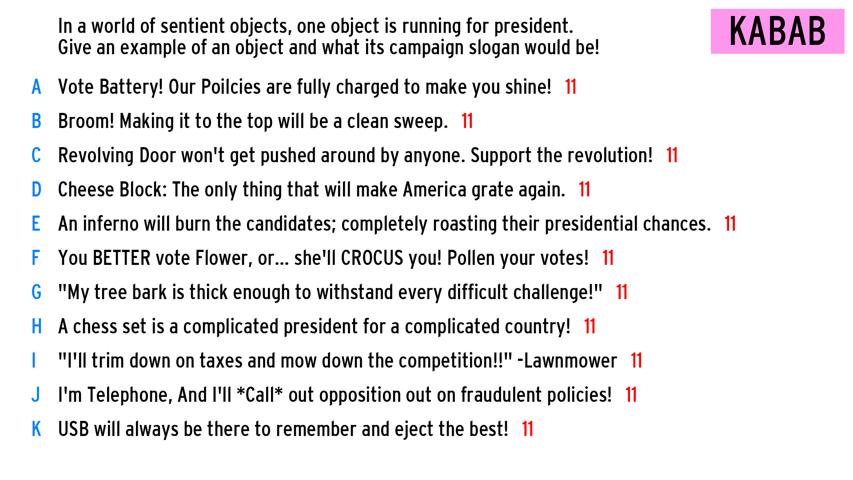 In a world of sentient objects, one object is running for president.
Give an example of an object and what its campaign slogan would be!
KABAB
A Vote Battery! Our Poilcies are fully charged to make you shine! 11
B Broom! Making it to the top will be a clean sweep. 11
C Revolving Door won't get pushed around by anyone. Support the revolution! 11
D Cheese Block: The only thing that will make America grate again. 11
E An inferno will burn the candidates; completely roasting their presidential chances. 11
F You BETTER vote Flower, or... she'll CROCUS you! Pollen your votes! 11
G "My tree bark is thick enough to withstand every difficult challenge!" 11
H A chess set is a complicated president for a complicated country! 11
I "I'll trim down on taxes and mow down the competition!!" -Lawnmower 11
J I'm Telephone, And I'll *Call* out opposition out on fraudulent policies! 11
K USB will always be there to remember and eject the best! 11